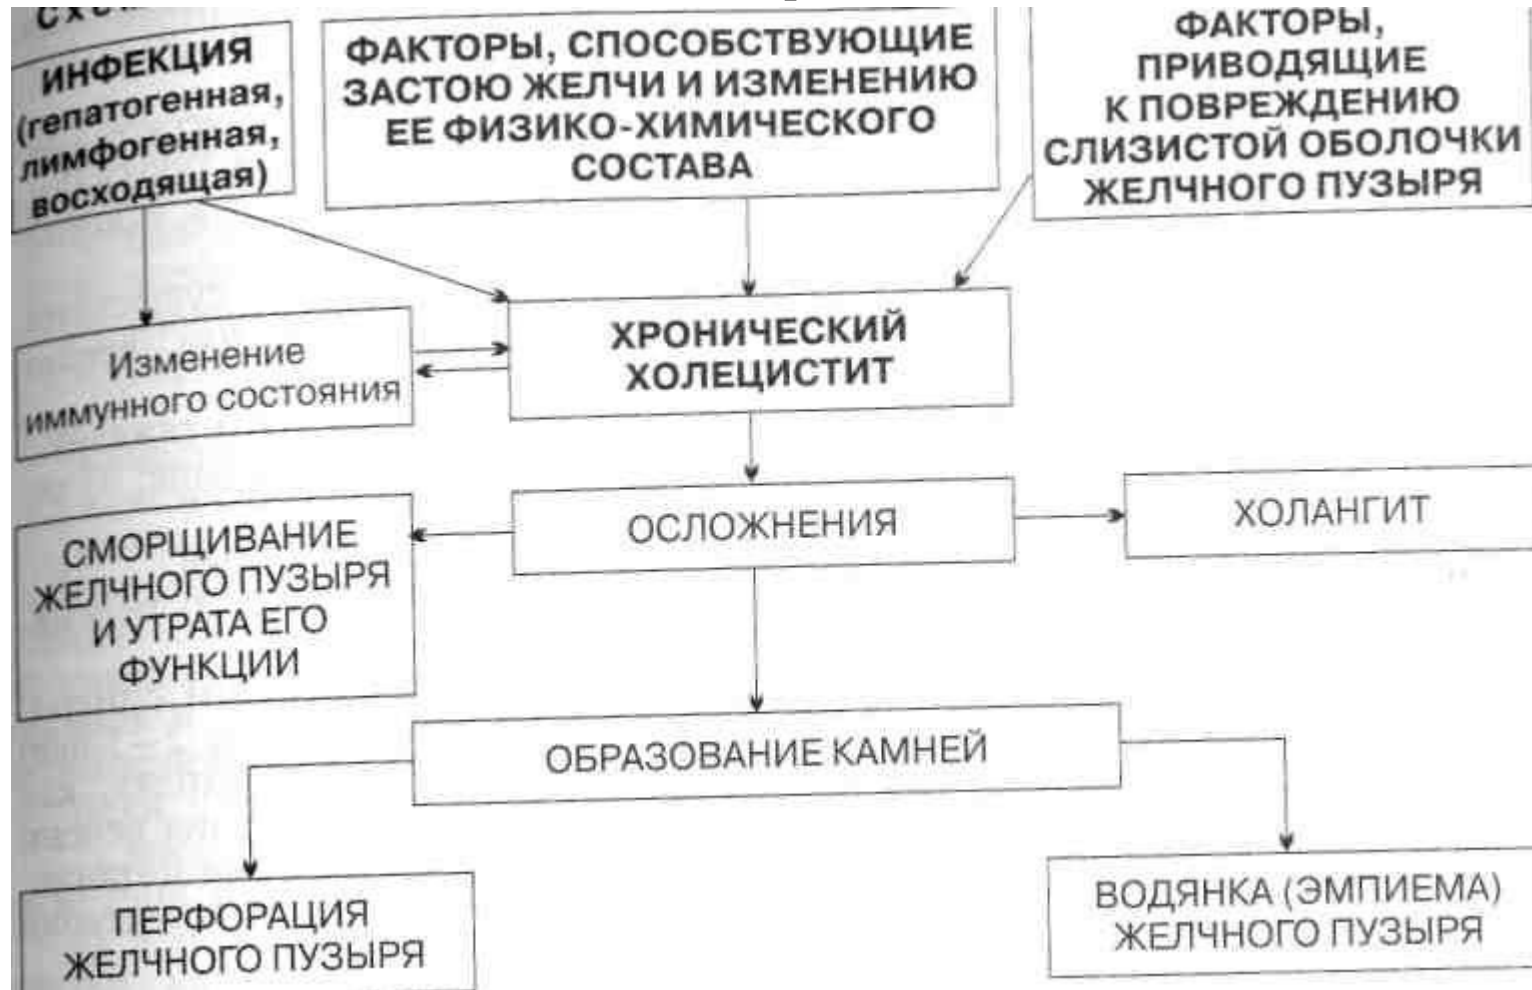 ИНФЕКЦИЯ
(гепатогенная,
лимфогенная,
восходящая)
ФАКТОРЫ, СПОСОБСТВУЮЩИЕ
ЗАСТОЮ ЖЕЛЧИ И ИЗМЕНЕНИЮ
ЕЕ ФИЗИКО-ХИМИЧЕСКОГО
СОСТАВА
ФАКТОРЫ,
ПРИВОДЯЩИЕ
К ПОВРЕЖДЕНИЮ
СЛИЗИСТОЙ ОБОЛОЧКИ
ЖЕЛЧНОГО ПУЗЫРЯ
Изменение
иммунного состояния
ХРОНИЧЕСКИЙ
ХОЛЕЦИСТИТ
СМОРЩИВАНИЕ
ЖЕЛЧНОГО ПУЗЫРЯ
И УТРАТА ЕГО
ФУНКЦИИ
ОСЛОЖНЕНИЯ
ХОЛАНГИТ
ОБРАЗОВАНИЕ КАМНЕЙ
ПЕРФОРАЦИЯ
ЖЕЛЧНОГО ПУЗЫРЯ
ВОДЯНКА (ЭМПИЕМА)
ЖЕЛЧНОГО ПУЗЫРЯ